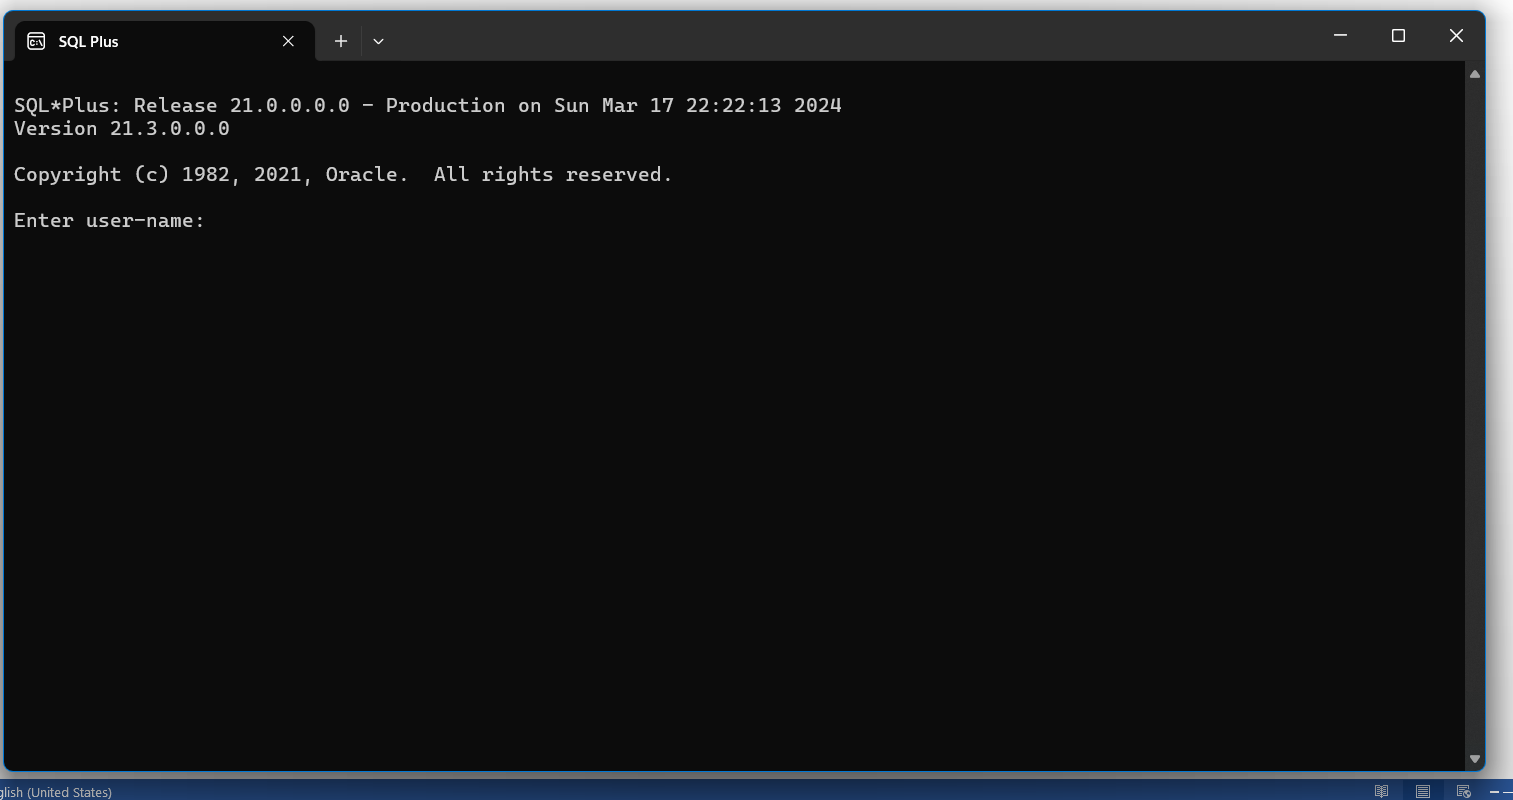 SQL Plus
SQL*Plus: Release 21.0.0.0.0 - Production on Sun Mar 17 22:22:13 2024
Version 21.3.0.0.0
Copyright (c) 1982, 2021, Oracle.  All rights reserved.
Enter user-name:
glish (United States)